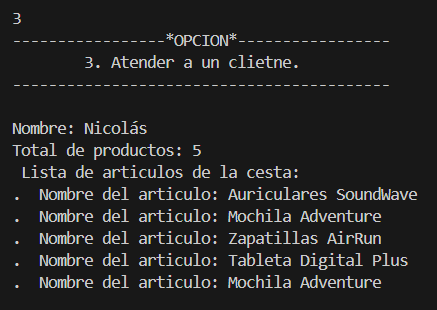 3
-----------------*OPCION*-----------------
3. Atender a un clietne.
------------------------------------------
Nombre: Nicolás
Total de productos: 5
Lista de articulos de la cesta:
.  Nombre del articulo: Auriculares SoundWave
.  Nombre del articulo: Mochila Adventure
.  Nombre del articulo: Zapatillas AirRun
.  Nombre del articulo: Tableta Digital Plus
.  Nombre del articulo: Mochila Adventure